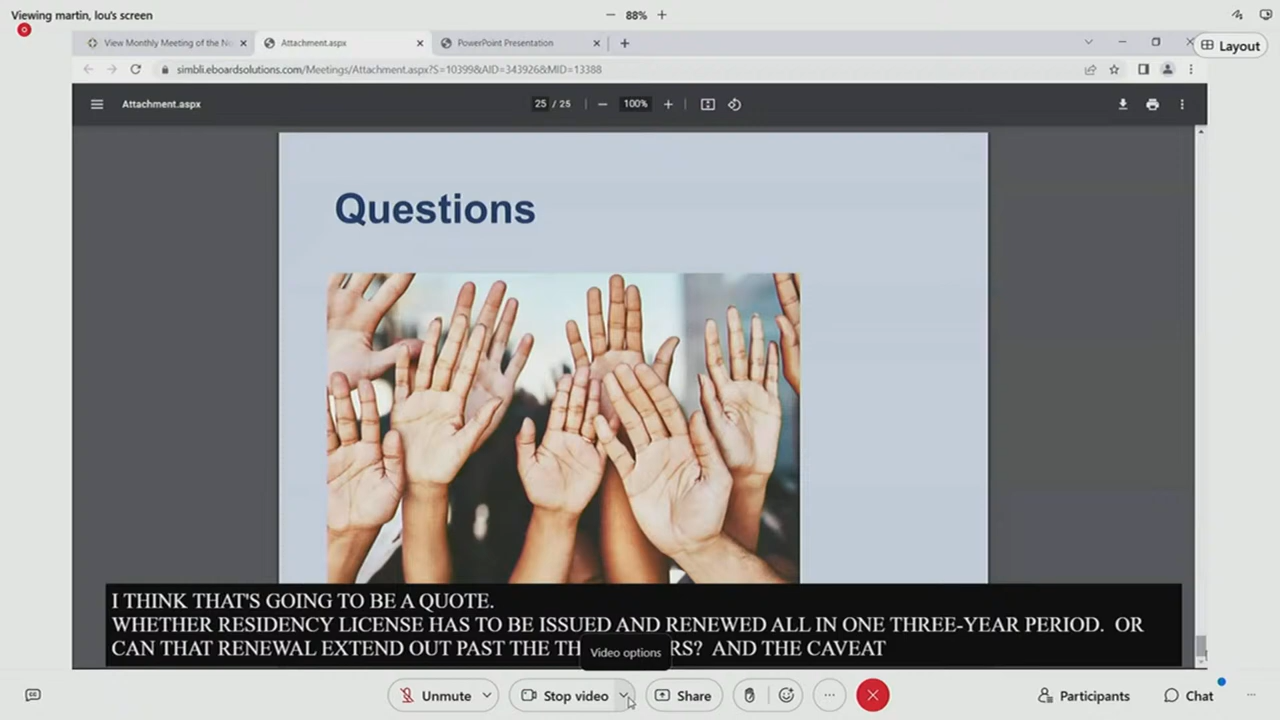 Viewing martin, lou's screen
88%
View Monthly Meeting of the No
Attachment.aspx
PowerPoint Presentation
Layout
simbli.eboardsolutions.com/Meetings/Attachment.aspx?S=10399&AID=343926&MID=13388
Attachment.aspx
25 / 25
100%
Questions
I THINK THAT'S GOING TO BE A QUOTE.
WHETHER RESIDENCY LICENSE HAS TO BE ISSUED AND RENEWED ALL IN ONE THREE-YEAR PERIOD. OR
CAN THAT RENEWAL EXTEND OUT PAST THE TH RS? AND THE CAVEAT
Video options
Unmute
Stop video
Share
Participants
Chat